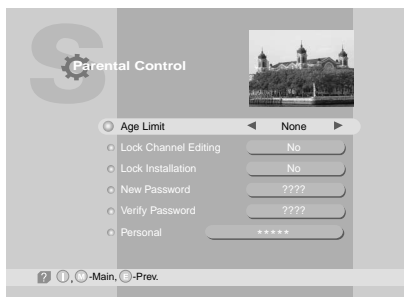 S
Parental Control
Age Limit None
Lock Channel Editing No
Lock Installation No
New Password ????
Verify Password ????
Personal *****
? i, M-Main, E-Prev.